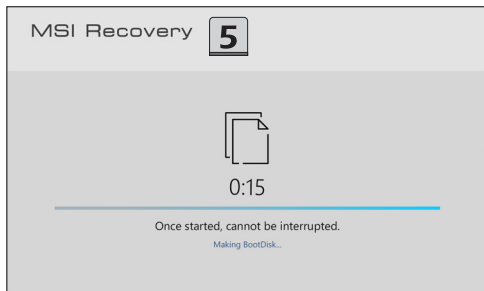 MSI Recovery 5
0:15
Once started, cannot be interrupted.
Making BootDisk...